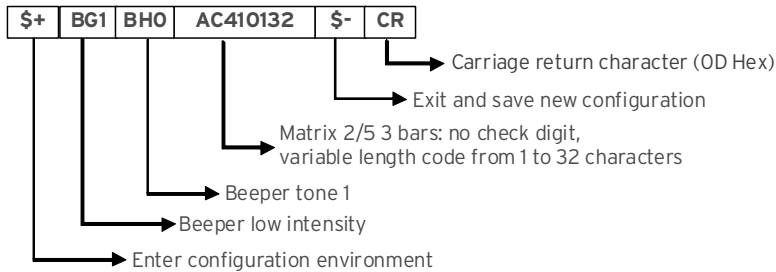 $+ BG1 BH0 AC410132 $- CR
Carriage return character (0D Hex)
Exit and save new configuration
Matrix 2/5 3 bars: no check digit,
variable length code from 1 to 32 characters
Beeper tone 1
Beeper low intensity
Enter configuration environment